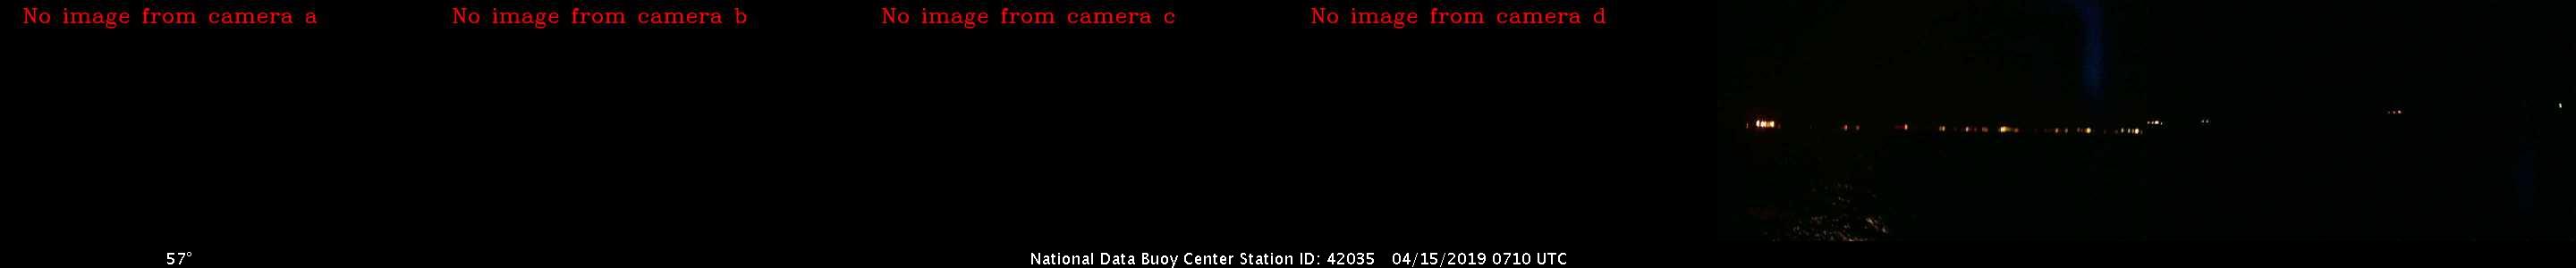 No image from camera a
No image from camera b
No image from camera c
No image from camera d
57°
National Data Buoy Center Station ID: 42035 04/15/2019 0710 UTC